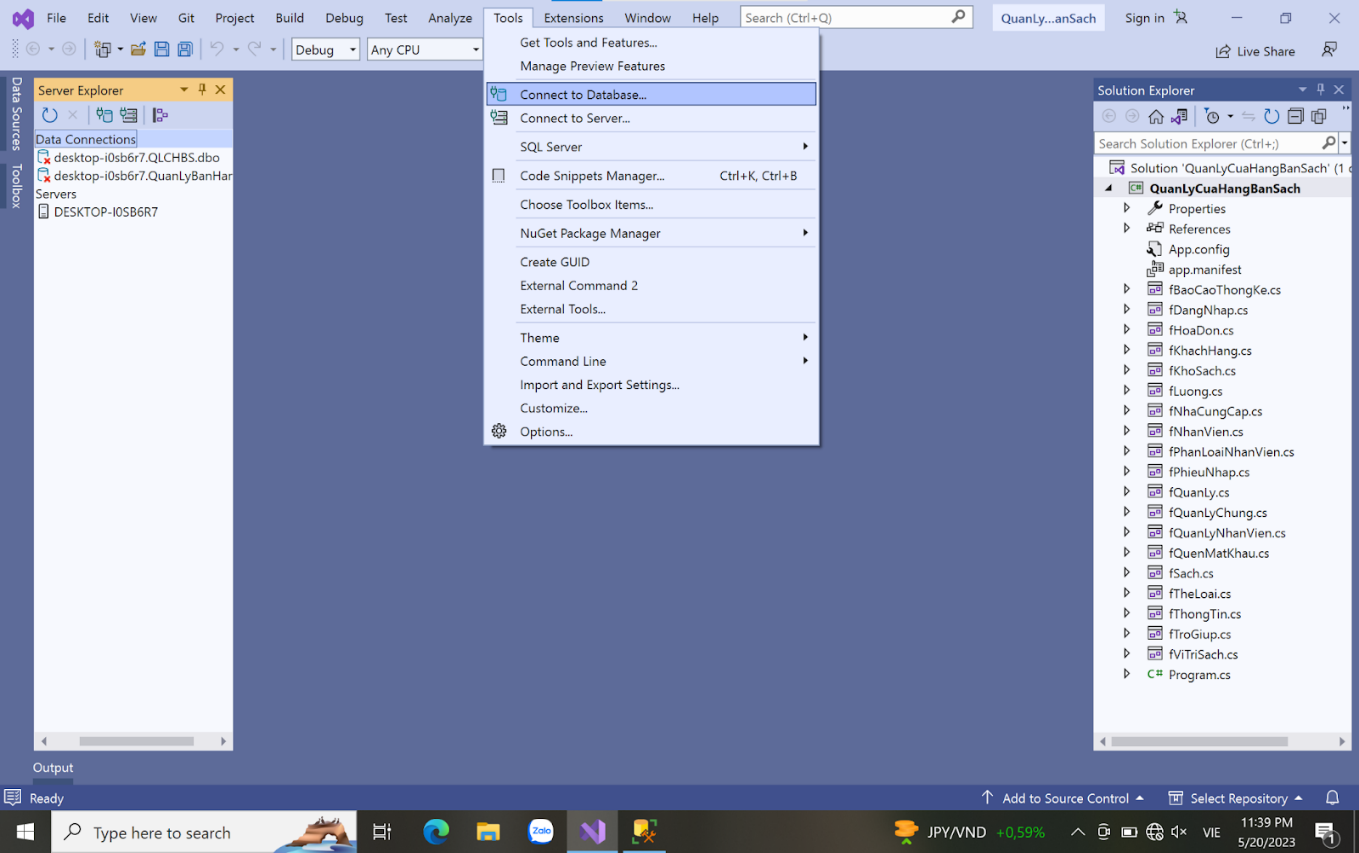 File Edit View Git Project Build Debug Test Analyze Tools Extensions Window Help Search (Ctrl+Q) QuanLy...anSach Sign in
Debug Any CPU Live Share
Data Sources
Toolbox
Server Explorer
Data Connections
desktop-i0sb6r7.QLCHBS.dbo
desktop-i0sb6r7.QuanLyBanHar
Servers
DESKTOP-I0SB6R7
Get Tools and Features...
Manage Preview Features
Connect to Database...
Connect to Server...
SQL Server
Code Snippets Manager... Ctrl+K, Ctrl+B
Choose Toolbox Items...
NuGet Package Manager
Create GUID
External Command 2
External Tools...
Theme
Command Line
Import and Export Settings...
Customize...
Options...
Solution Explorer
Search Solution Explorer (Ctrl+;)
Solution 'QuanLyCuaHangBanSach' (1 c
QuanLyCuaHangBanSach
Properties
References
App.config
app.manifest
fBaoCaoThongKe.cs
fDangNhap.cs
fHoaDon.cs
fKhachHang.cs
fKhoSach.cs
fLuong.cs
fNhaCungCap.cs
fNhanVien.cs
fPhanLoaiNhanVien.cs
fPhieuNhap.cs
fQuanLy.cs
fQuanLyChung.cs
fQuanLyNhanVien.cs
fQuenMatKhau.cs
fSach.cs
fTheLoai.cs
fThongTin.cs
fTroGiup.cs
fViTriSach.cs
C# Program.cs
Output
Ready Add to Source Control Select Repository
Type here to search Zalo JPY/VND +0,59% VIE 11:39 PM
5/20/2023 1